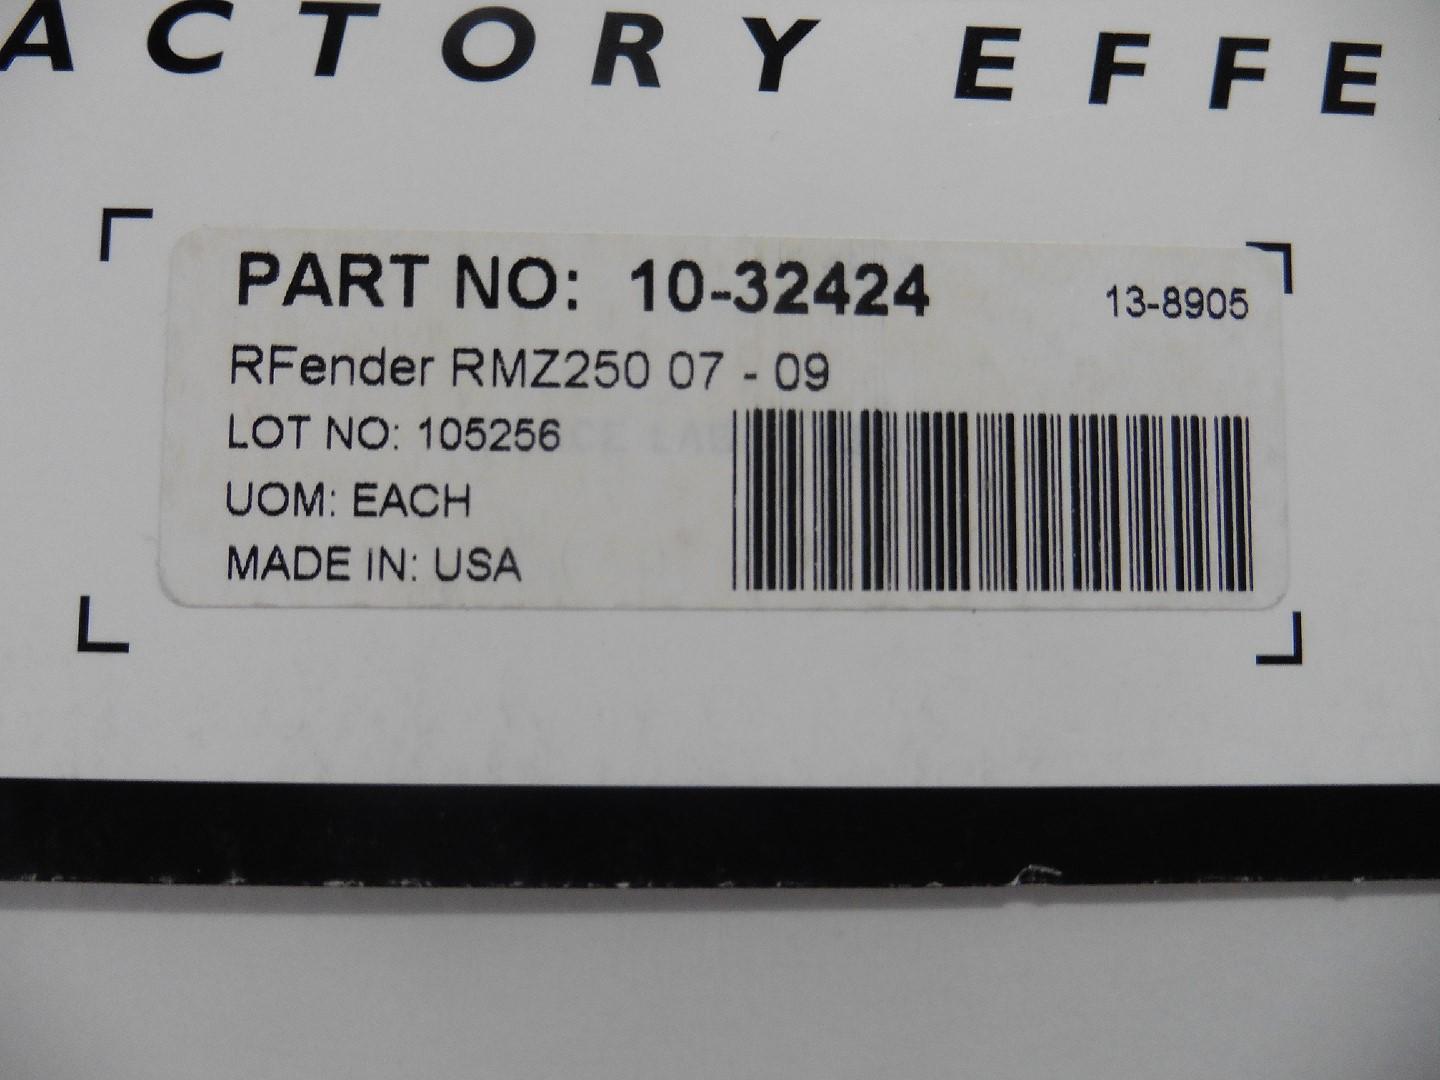 ACTORY EFFE
PART NO: 10-32424 13-8905
RFender RMZ250 07 - 09
LOT NO: 105256
UOM: EACH
MADE IN: USA